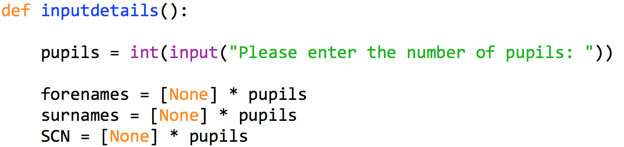 def inputdetails():
pupils = int(input("Please enter the number of pupils: "))
forenames = [None] * pupils
surnames = [None] * pupils
SCN = [None] * pupils